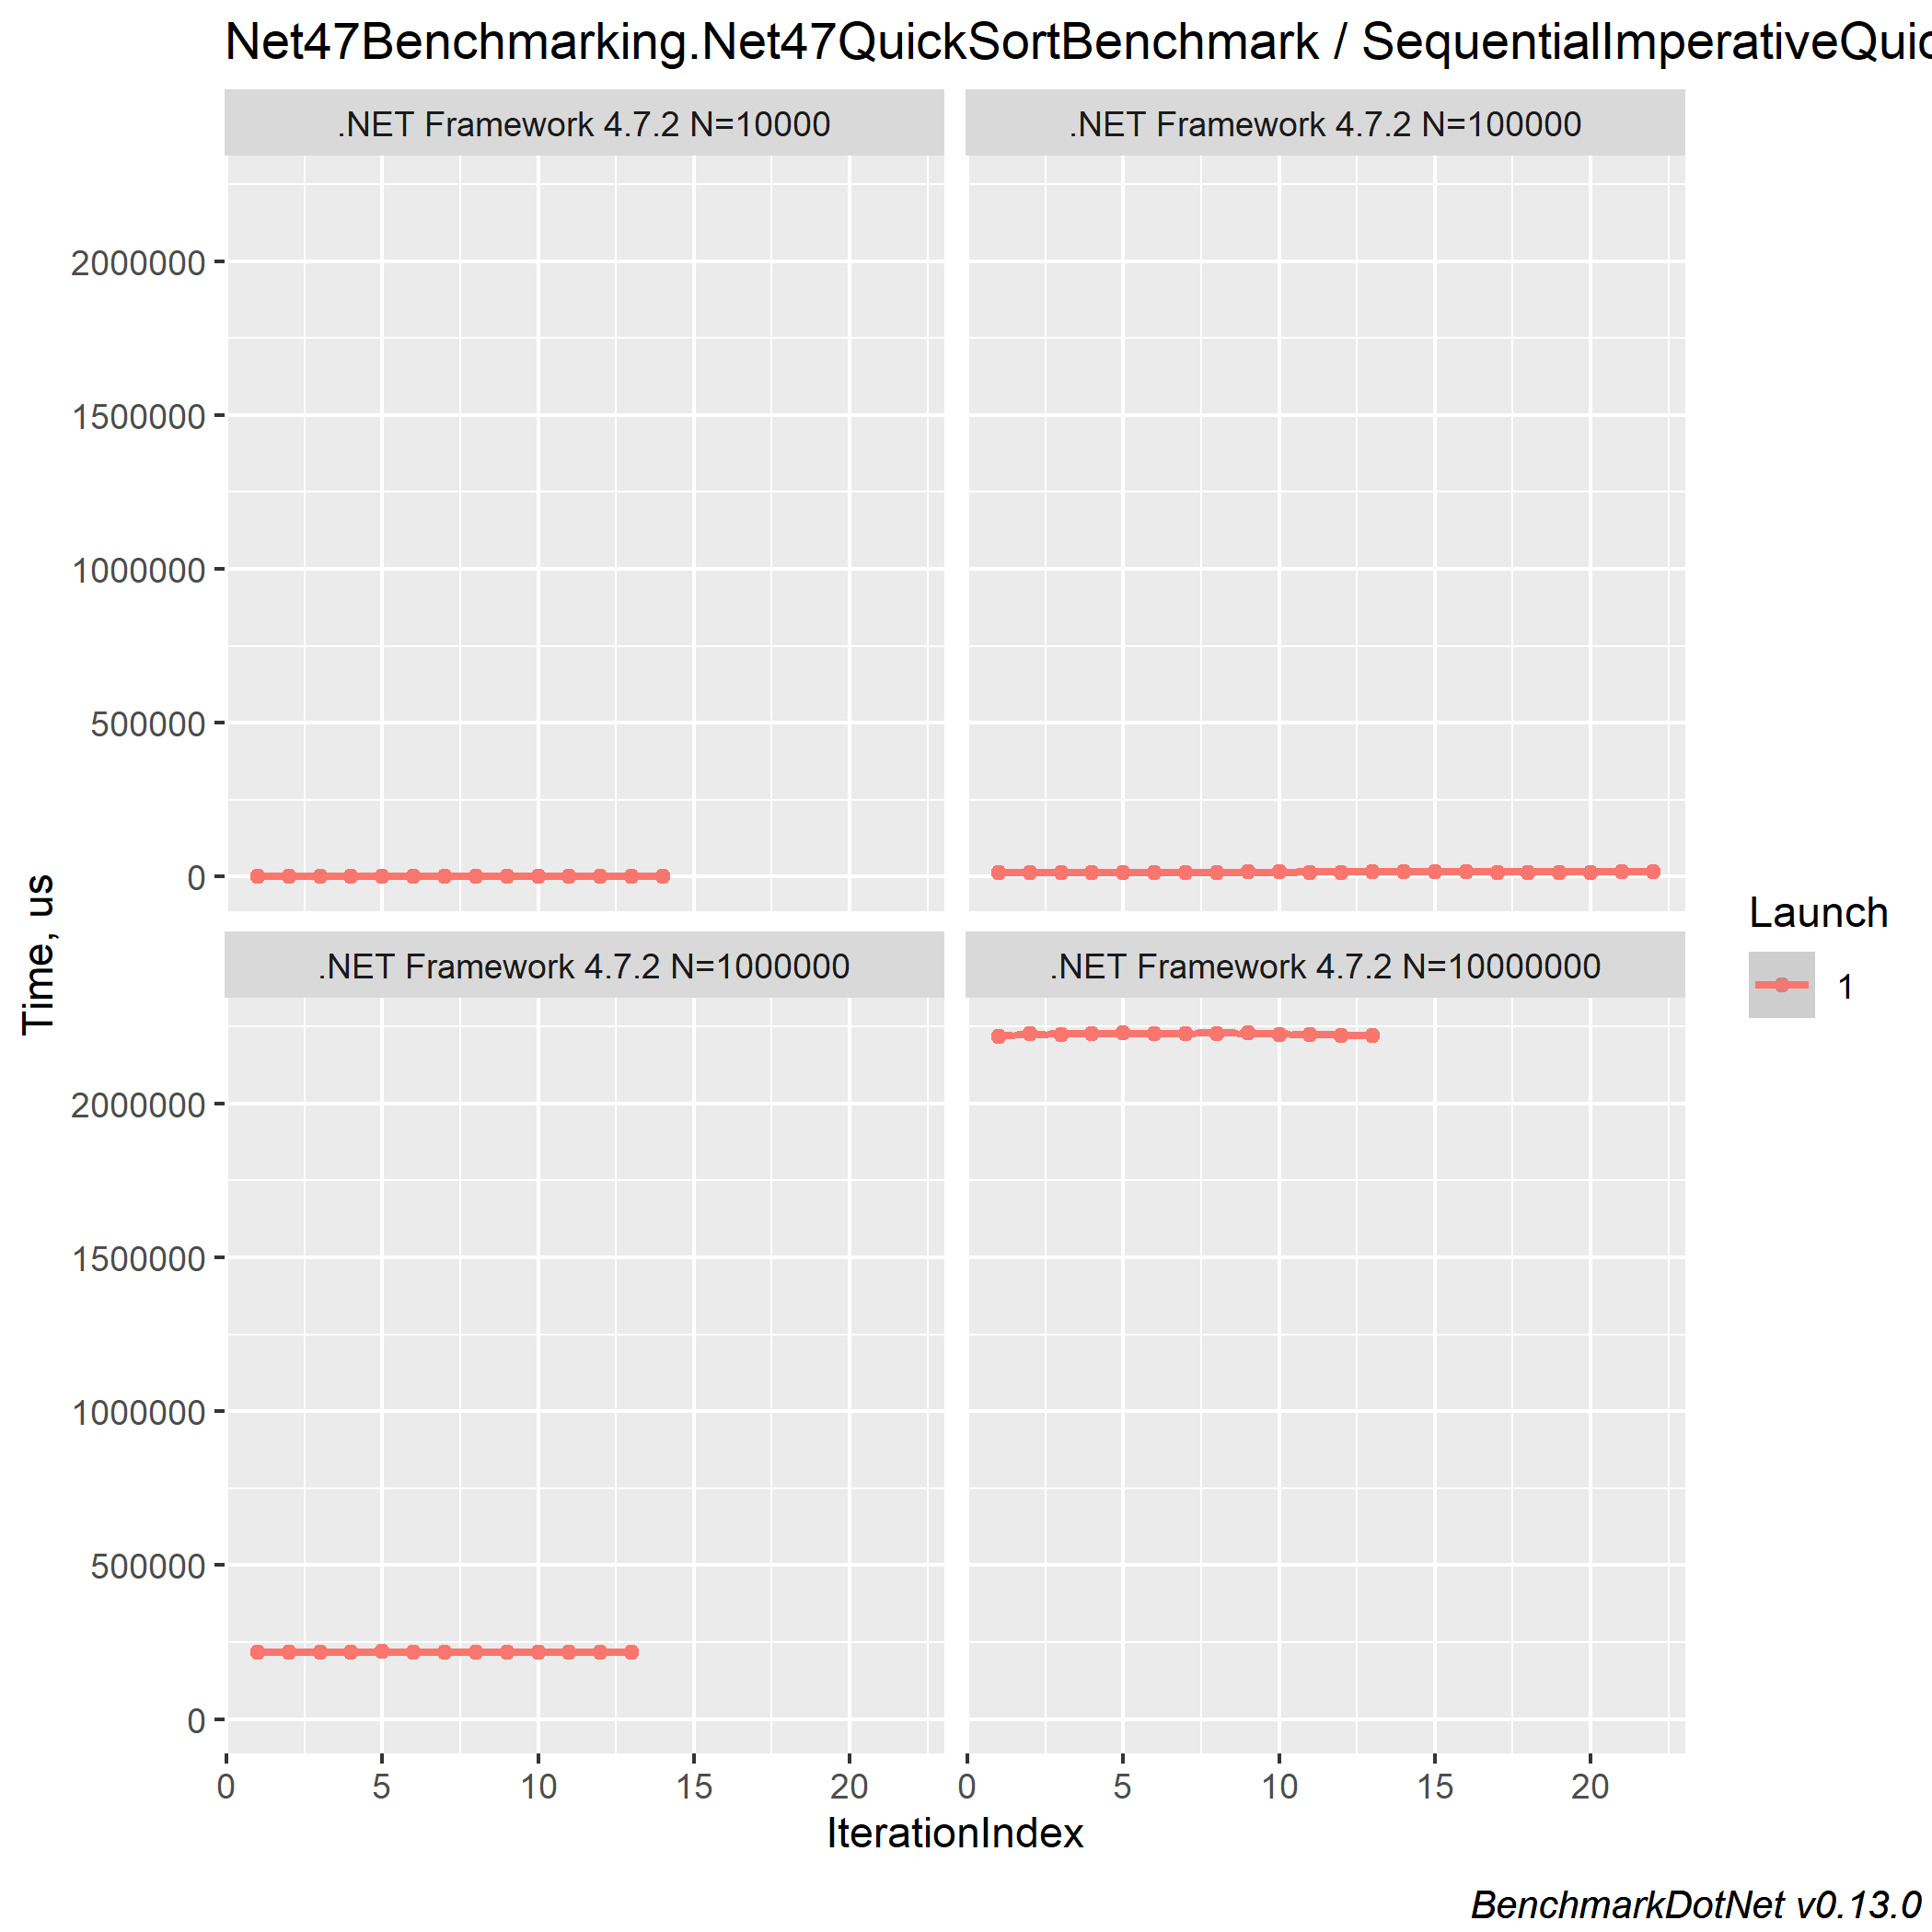 Net47Benchmarking.Net47QuickSortBenchmark / SequentialImperativeQuic
.NET Framework 4.7.2 N=10000
.NET Framework 4.7.2 N=100000
2000000
1500000
1000000
500000
0
Time, us
Launch
1
.NET Framework 4.7.2 N=1000000
.NET Framework 4.7.2 N=10000000
2000000
1500000
1000000
500000
0
0 5 10 15 20
0 5 10 15 20
IterationIndex
BenchmarkDotNet v0.13.0